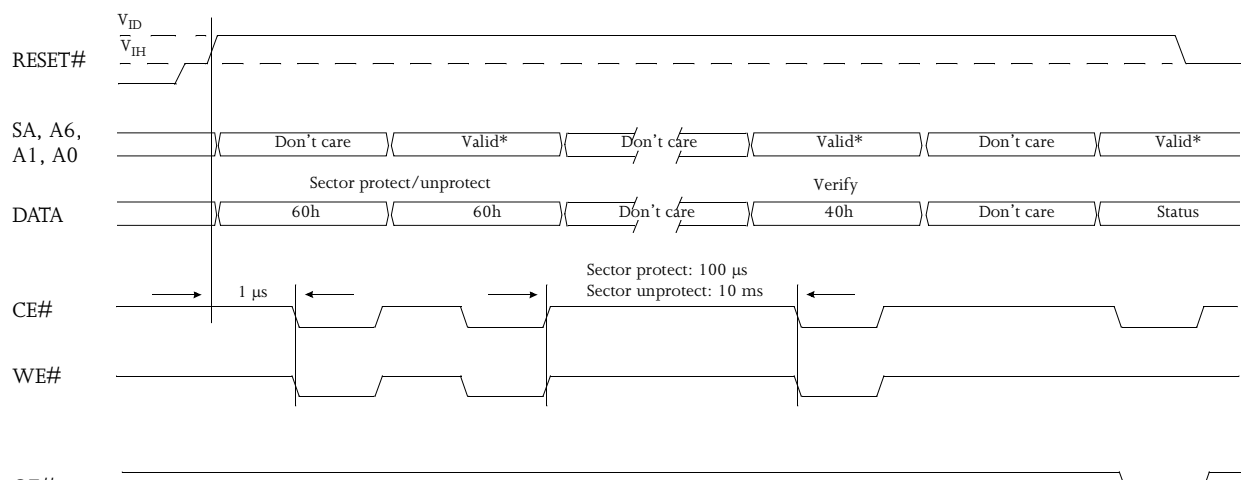 V_ID
V_IH
RESET#
SA, A6,
A1, A0
Don't care Valid* Don't care Valid* Don't care Valid*
Sector protect/unprotect Verify
DATA 60h 60h Don't care 40h Don't care Status
Sector protect: 100 µs
1 µs Sector unprotect: 10 ms
CE#
WE#